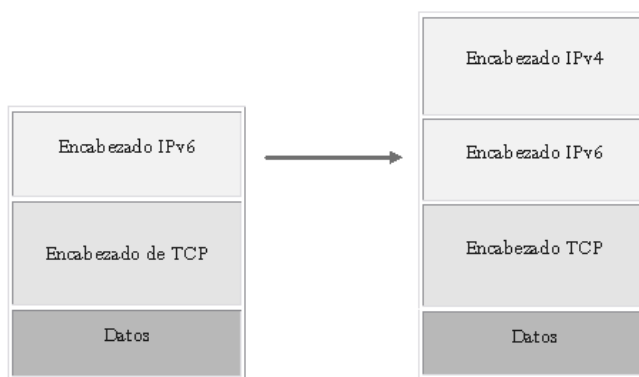 Encabezado IPv6
Encabezado de TCP
Datos
Encabezado IPv4
Encabezado IPv6
Encabezado TCP
Datos